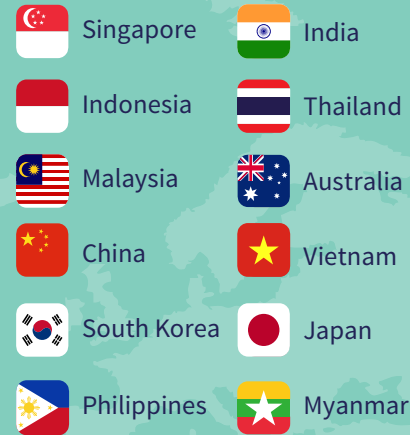 Singapore
India
Indonesia
Thailand
Malaysia
Australia
China
Vietnam
South Korea
Japan
Philippines
Myanmar